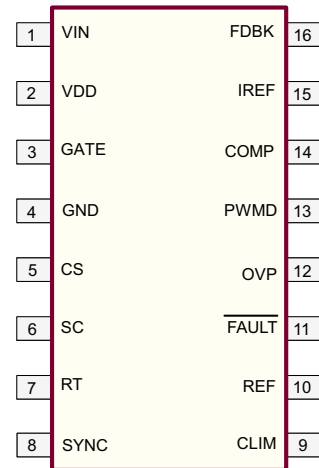 1 VIN FDBK 16
2 VDD IREF 15
3 GATE COMP 14
4 GND PWMD 13
5 CS OVP 12
6 SC FAULT 11
7 RT REF 10
8 SYNC CLIM 9